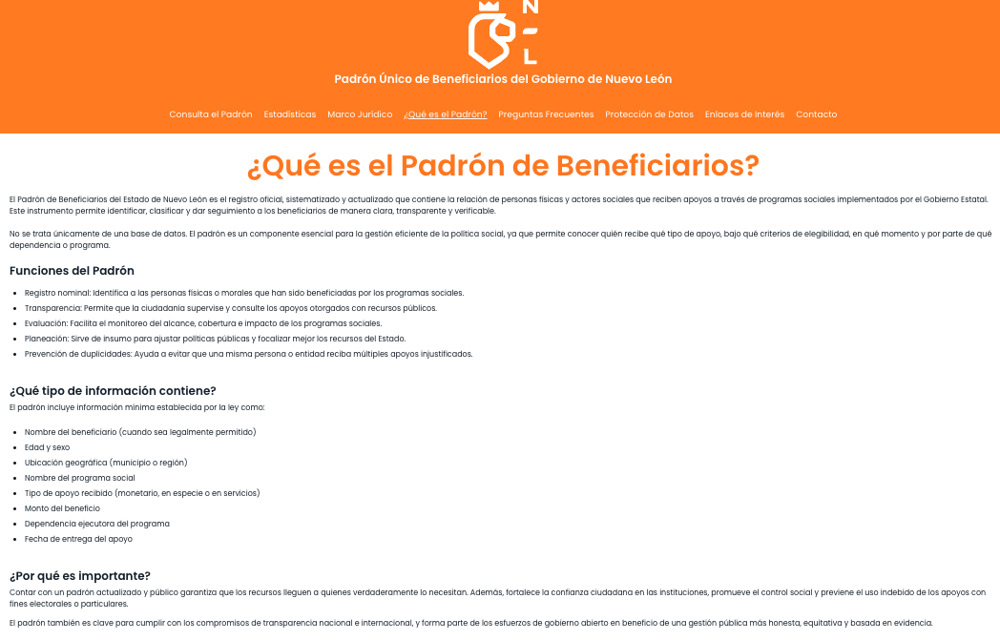 N
L
Padrón Único de Beneficiarios del Gobierno de Nuevo León
Consulta el Padrón Estadísticas Marco Jurídico ¿Qué es el Padrón? Preguntas Frecuentes Protección de Datos Enlaces de Interés Contacto
¿Qué es el Padrón de Beneficiarios?
El Padrón de Beneficiarios del Estado de Nuevo León es el registro oficial, sistematizado y actualizado que contiene la relación de personas físicas y actores sociales que reciben apoyos a través de programas sociales implementados por el Gobierno Estatal.
Este instrumento permite identificar, clasificar y dar seguimiento a los beneficiarios de manera clara, transparente y verificable.
No se trata únicamente de una base de datos. El padrón es un componente esencial para la gestión eficiente de la política social, ya que permite conocer quién recibe qué tipo de apoyo, bajo qué criterios de elegibilidad, en qué momento y por parte de qué
dependencia o programa.
Funciones del Padrón
• Registro nominal: Identifica a las personas físicas o morales que han sido beneficiadas por los programas sociales.
• Transparencia: Permite que la ciudadanía supervise y consulte los apoyos otorgados con recursos públicos.
• Evaluación: Facilita el monitoreo del alcance, cobertura e impacto de los programas sociales.
• Planeación: Sirve de insumo para ajustar políticas públicas y focalizar mejor los recursos del Estado.
• Prevención de duplicidades: Ayuda a evitar que una misma persona o entidad reciba múltiples apoyos injustificados.
¿Qué tipo de información contiene?
El padrón incluye información mínima establecida por la ley como:
• Nombre del beneficiario (cuando sea legalmente permitido)
• Edad y sexo
• Ubicación geográfica (municipio o región)
• Nombre del programa social
• Tipo de apoyo recibido (monetario, en especie o en servicios)
• Monto del beneficio
• Dependencia ejecutora del programa
• Fecha de entrega del apoyo
¿Por qué es importante?
Contar con un padrón actualizado y público garantiza que los recursos lleguen a quienes verdaderamente lo necesitan. Además, fortalece la confianza ciudadana en las instituciones, promueve el control social y previene el uso indebido de los apoyos con
fines electorales o particulares.
El padrón también es clave para cumplir con los compromisos de transparencia nacional e internacional, y forma parte de los esfuerzos de gobierno abierto en beneficio de una gestión pública más honesta, equitativa y basada en evidencia.